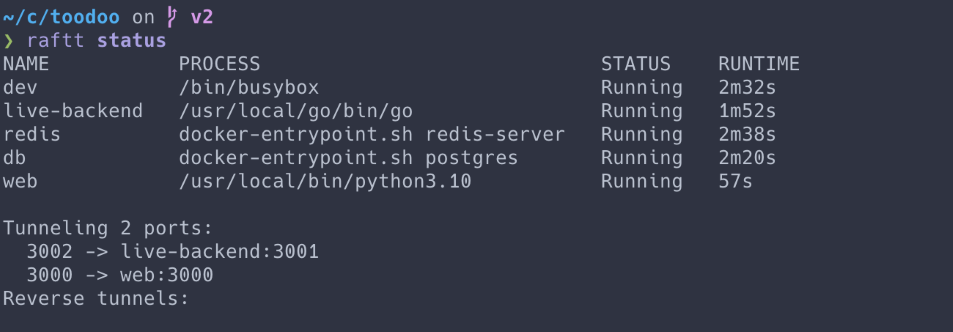 ~/c/toodoo on v2
❯ raftt status
NAME PROCESS STATUS RUNTIME
dev /bin/busybox Running 2m32s
live-backend /usr/local/go/bin/go Running 1m52s
redis docker-entrypoint.sh redis-server Running 2m38s
db docker-entrypoint.sh postgres Running 2m20s
web /usr/local/bin/python3.10 Running 57s
Tunneling 2 ports:
3002 -> live-backend:3001
3000 -> web:3000
Reverse tunnels: